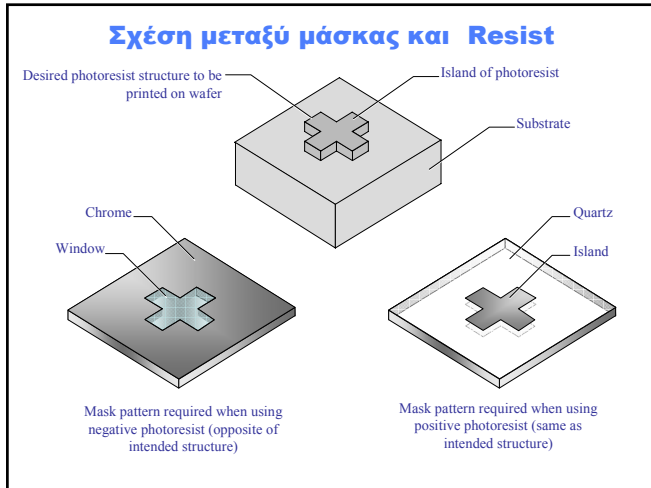 Σχέση μεταξύ μάσκας και Resist
Desired photoresist structure to be
printed on wafer
Island of photoresist
Substrate
Chrome
Window
Quartz
Island
Mask pattern required when using
negative photoresist (opposite of
intended structure)
Mask pattern required when using
positive photoresist (same as
intended structure)